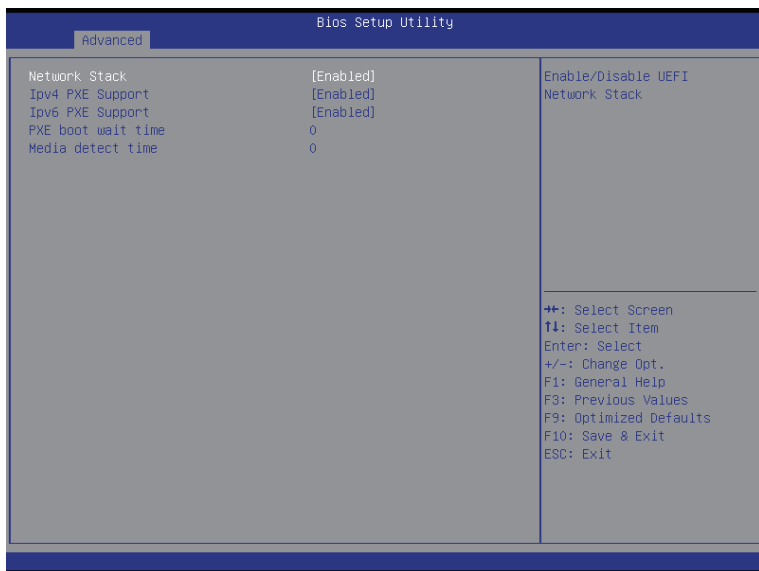 Bios Setup Utility
Advanced
Network Stack [Enabled]
Ipv4 PXE Support [Enabled]
Ipv6 PXE Support [Enabled]
PXE boot wait time 0
Media detect time 0
Enable/Disable UEFI
Network Stack
→←: Select Screen
↑↓: Select Item
Enter: Select
+/-: Change Opt.
F1: General Help
F3: Previous Values
F9: Optimized Defaults
F10: Save & Exit
ESC: Exit